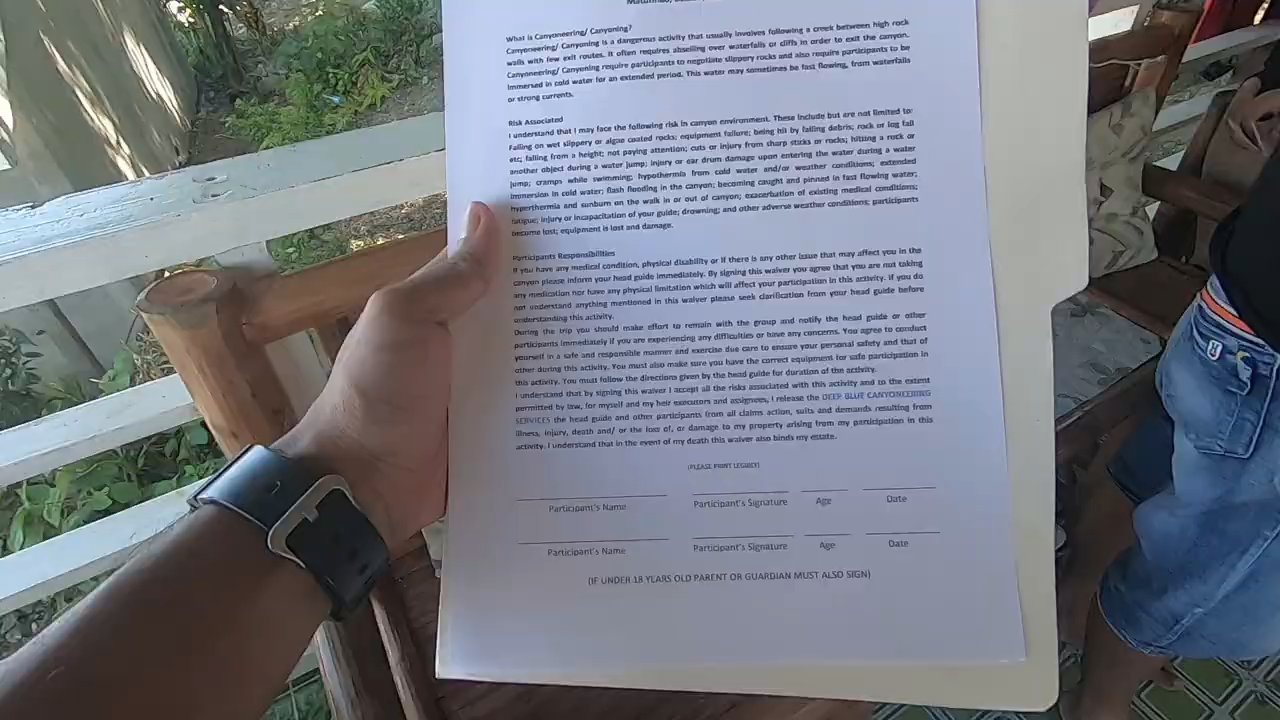 What is Canyoneering/ Canyoning?
Canyoneering/ Canyoning is a dangerous activity that usually involves following a creek between high rock
walls with few exit routes. It often requires abseiling over waterfalls or cliffs in order to exit the canyon.
Canyoneering/ Canyoning require participants to negotiate slippery rocks and also require participants to be
immersed in cold water for an extended period. This water may sometimes be fast flowing, from waterfalls
or strong currents.
Risk Associated
I understand that I may face the following risk in canyon environment. These include but are not limited to:
Falling on wet slippery or algae coated rocks; equipment failure; being hit by falling debris; rock or log fall
etc; falling from a height; not paying attention; cuts or injury from sharp sticks or rocks; hitting a rock or
another object during a water jump; injury or ear drum damage upon entering the water during a water
jump; cramps while swimming; hypothermia from cold water and/or weather conditions; extended
immersion in cold water; flash flooding in the canyon; becoming caught and pinned in fast flowing water;
hyperthermia and sunburn on the walk in or out of canyon; exacerbation of existing medical conditions;
fatigue; injury or incapacitation of your guide; drowning; and other adverse weather conditions; participants
become lost; equipment is lost and damage.
Participants Responsibilities
If you have any medical condition, physical disability or if there is any other issue that may affect you in the
canyon please inform your head guide immediately. By signing this waiver you agree that you are not taking
any medication nor have any physical limitation which will affect your participation in this activity. If you do
not understand anything mentioned in this waiver please seek clarification from your head guide before
understanding this activity.
During the trip you should make effort to remain with the group and notify the head guide or other
participants immediately if you are experiencing any difficulties or have any concerns. You agree to conduct
yourself in a safe and responsible manner and exercise due care to ensure your personal safety and that of
other during this activity. You must also make sure you have the correct equipment for safe participation in
this activity. You must follow the directions given by the head guide for duration of the activity.
I understand that by signing this waiver I accept all the risks associated with this activity and to the extent
permitted by law, for myself and my heir executors and assignees, I release the DEEP BLUE CANYONEERING
SERVICES the head guide and other participants from all claims action, suits and demands resulting from
illness, injury, death and/ or the loss of, or damage to my property arising from my participation in this
activity. I understand that in the event of my death this waiver also binds my estate.
(PLEASE PRINT LEGIBLY)
Participant's Name Participant's Signature Age Date
Participant's Name Participant's Signature Age Date
(IF UNDER 18 YEARS OLD PARENT OR GUARDIAN MUST ALSO SIGN)